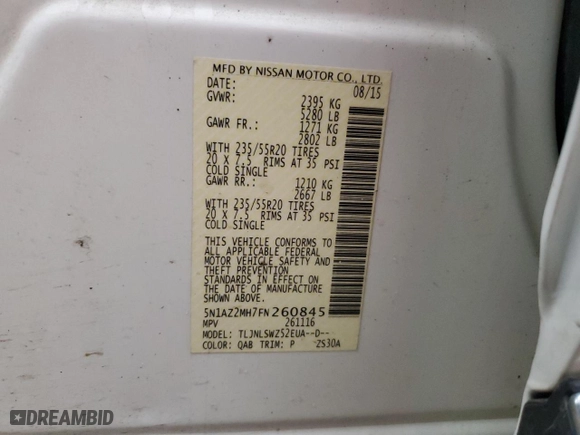 MFD BY NISSAN MOTOR CO., LTD.
DATE: 08/15
GVWR: 2395 KG
5280 LB
GAWR FR.: 1271 KG
2802 LB
WITH 235/55R20 TIRES
20 X 7.5 RIMS AT 35 PSI
COLD SINGLE
GAWR RR.: 1210 KG
2667 LB
WITH 235/55R20 TIRES
20 X 7.5 RIMS AT 35 PSI
COLD SINGLE
THIS VEHICLE CONFORMS TO
ALL APPLICABLE FEDERAL
MOTOR VEHICLE SAFETY AND
THEFT PREVENTION
STANDARDS IN EFFECT ON
THE DATE OF MANUFACTURE
SHOWN ABOVE.
5N1AZ2MH7FN260845
MPV 261116
MODEL: TLJNLSWZ52EUA--D--
COLOR: QAB TRIM: P ZS30A
DREAMBID